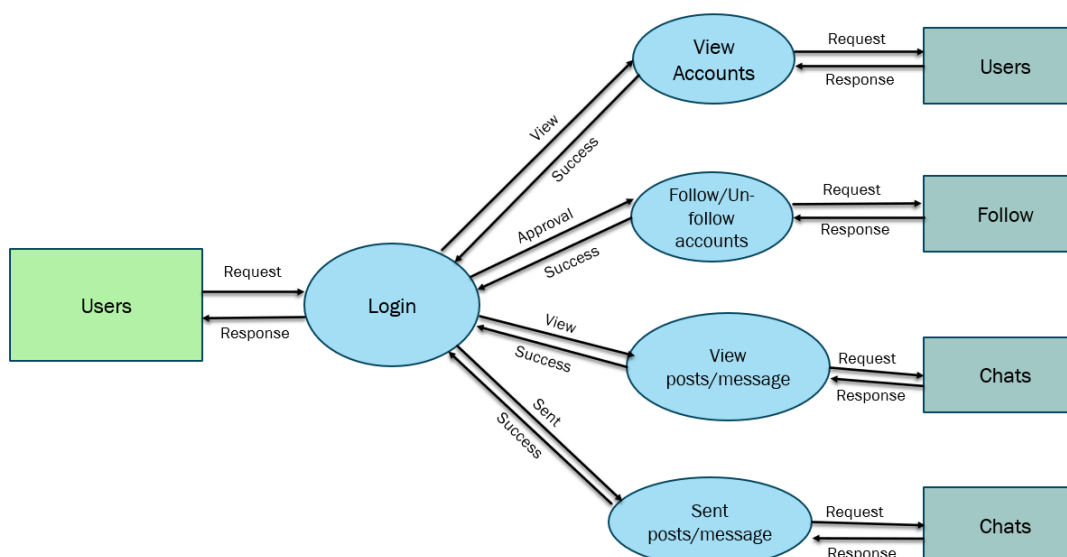 View
Accounts
Request
Response
Users
View
Success
Follow/Un-
follow
accounts
Request
Response
Follow
Approval
Success
Users
Request
Response
Login
View
Success
View
posts/message
Request
Response
Chats
Sent
Success
Sent
posts/message
Request
Response
Chats